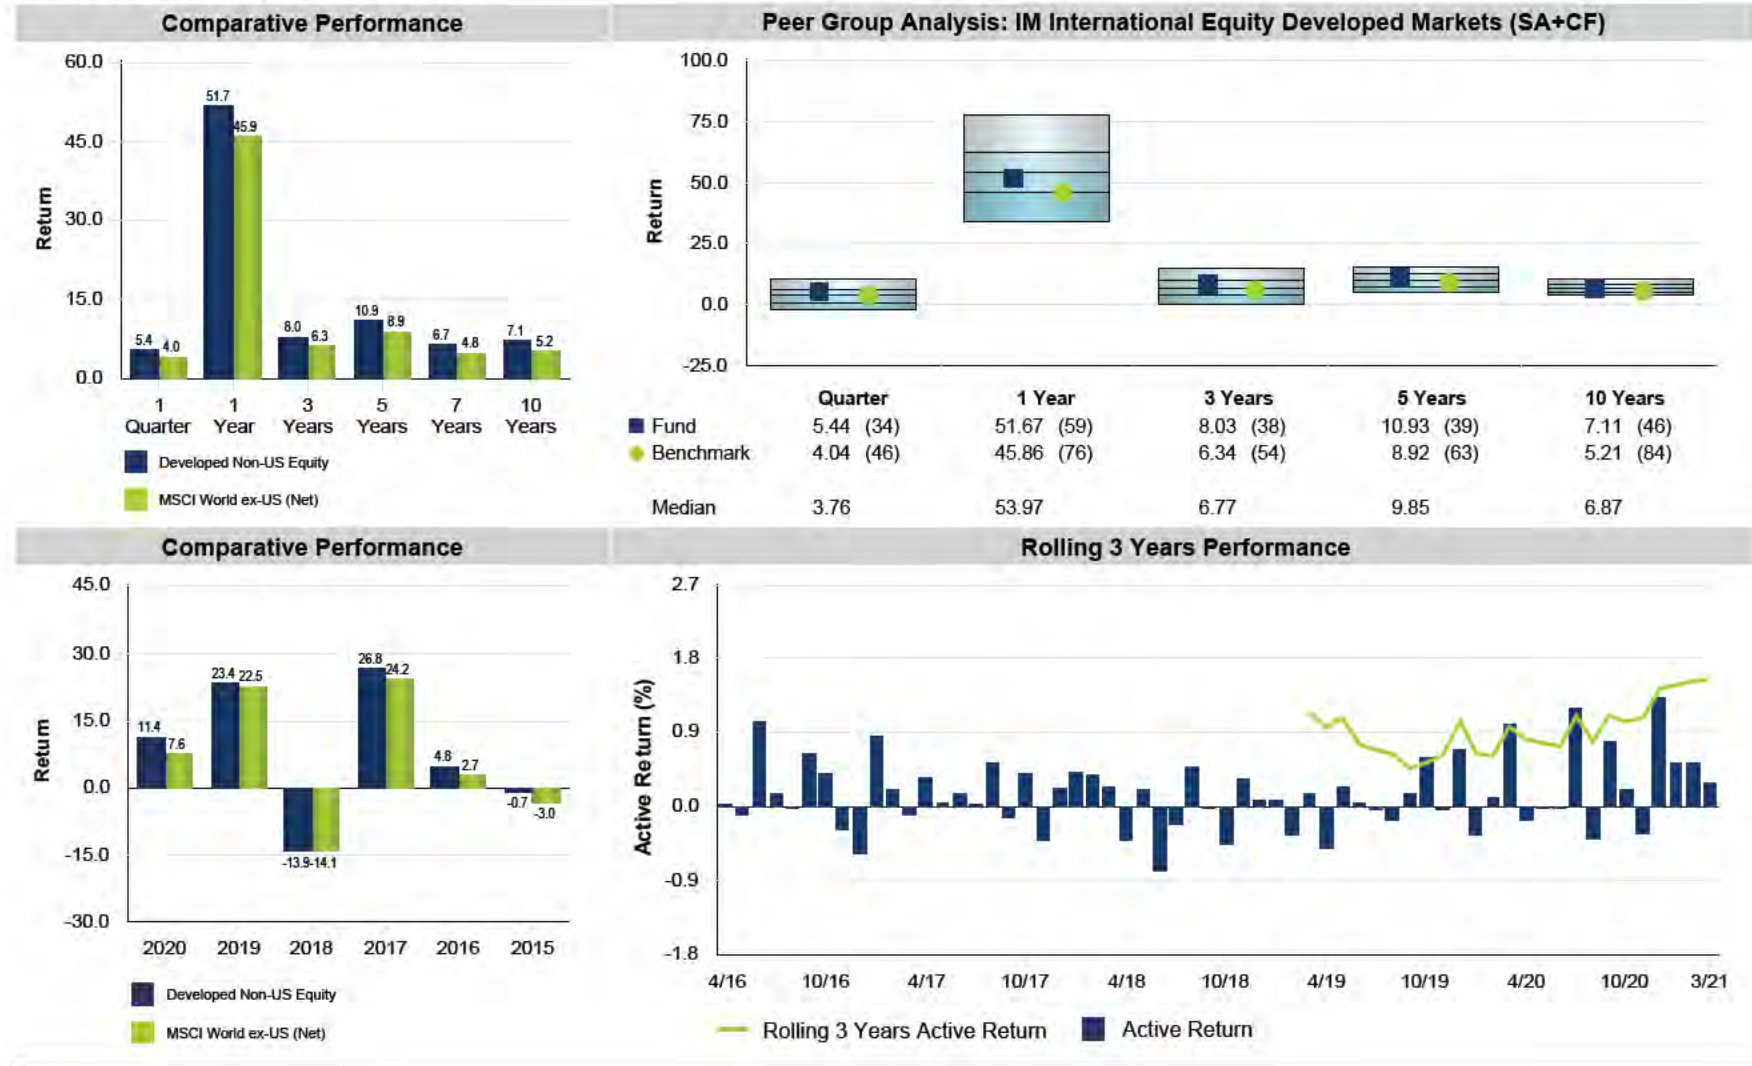 Comparative Performance
60.0
45.0
30.0
15.0
0.0
Return
51.7
45.9
5.4
4.0
8.0
6.3
10.9
8.9
6.7
4.8
7.1
5.2
1 1 3 5 7 10
Quarter Year Years Years Years Years
Developed Non-US Equity
MSCI World ex-US (Net)
Peer Group Analysis: IM International Equity Developed Markets (SA+CF)
100.0
75.0
50.0
25.0
0.0
-25.0
Return
Quarter 1 Year 3 Years 5 Years 10 Years
Fund 5.44 (34) 51.67 (59) 8.03 (38) 10.93 (39) 7.11 (46)
Benchmark 4.04 (46) 45.86 (76) 6.34 (54) 8.92 (63) 5.21 (84)
Median 3.76 53.97 6.77 9.85 6.87
Comparative Performance
45.0
30.0
15.0
0.0
-15.0
-30.0
Return
11.4
7.6
23.4 22.5
-13.9 -14.1
26.8
24.2
4.8
2.7
-0.7
-3.0
2020 2019 2018 2017 2016 2015
Developed Non-US Equity
MSCI World ex-US (Net)
Rolling 3 Years Performance
2.7
1.8
0.9
0.0
-0.9
-1.8
Active Return (%)
4/16 10/16 4/17 10/17 4/18 10/18 4/19 10/19 4/20 10/20 3/21
Rolling 3 Years Active Return Active Return